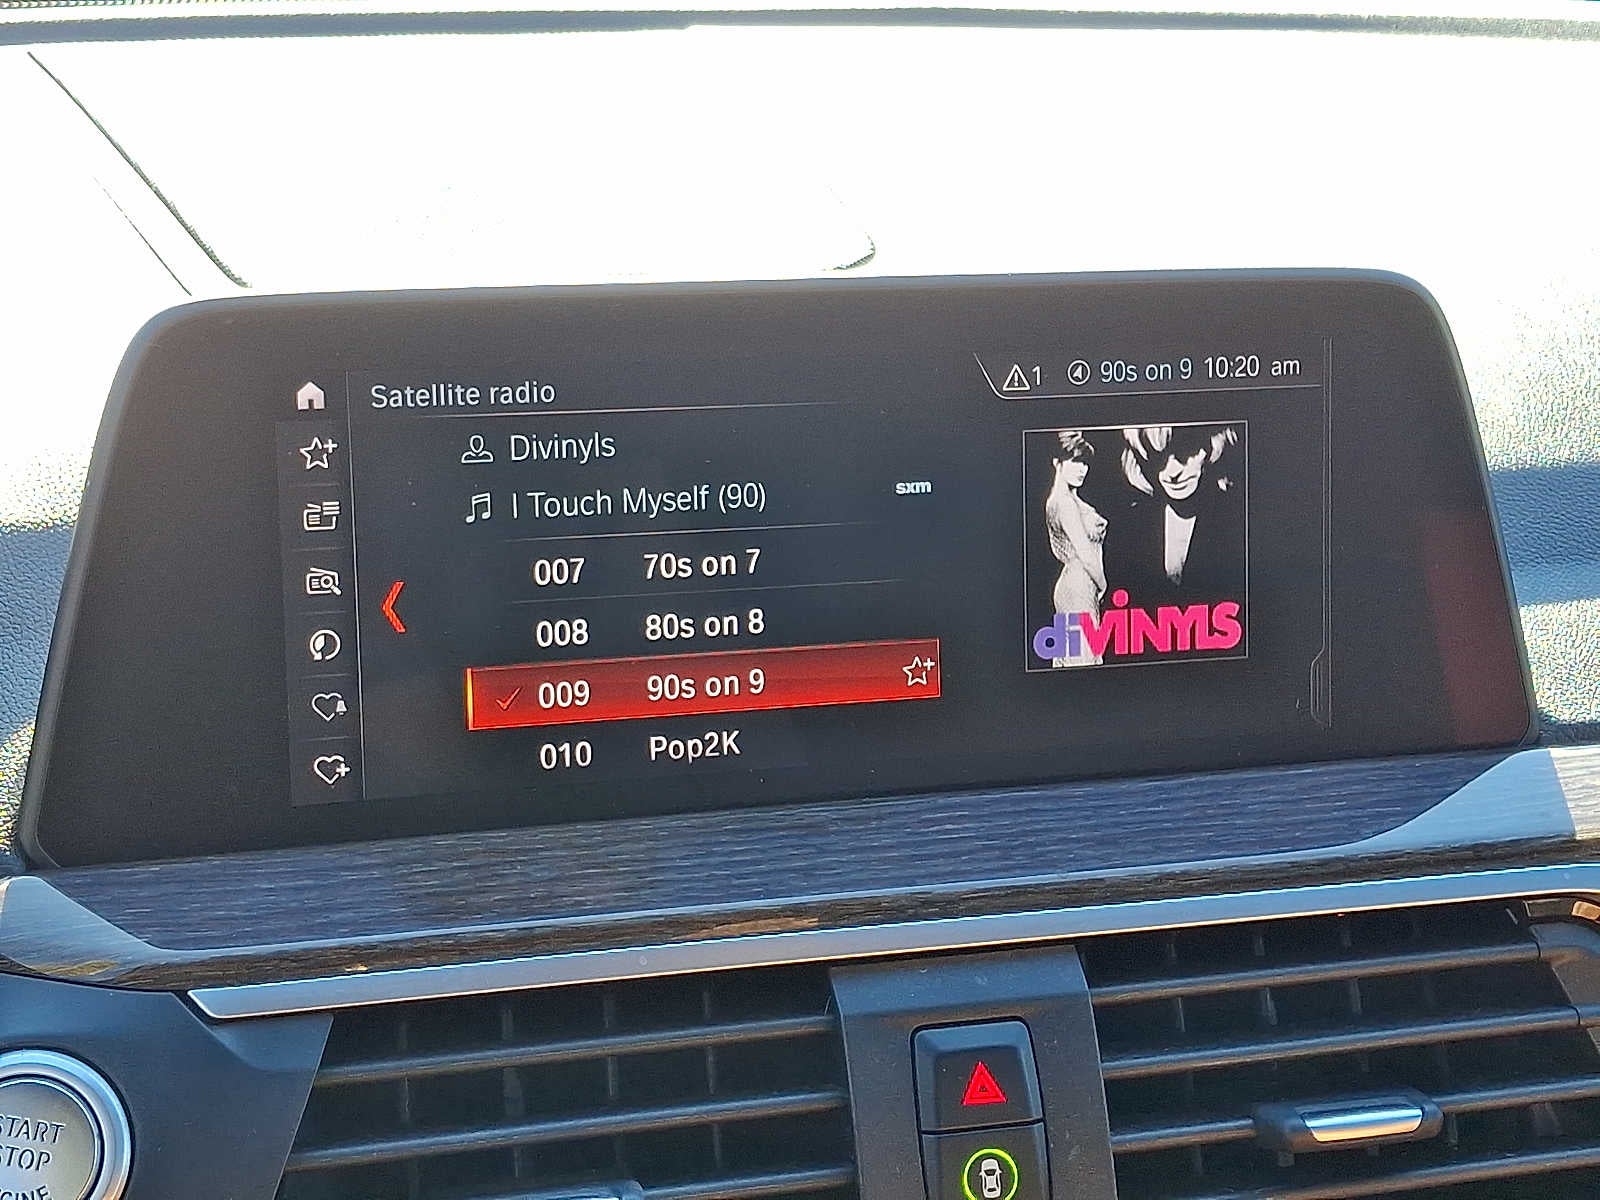 Satellite radio
1 90s on 9 10:20 am
Divinyls
I Touch Myself (90)
sxm
007 70s on 7
008 80s on 8
009 90s on 9
010 Pop2K
diVINYLS
START
STOP
ENGINE